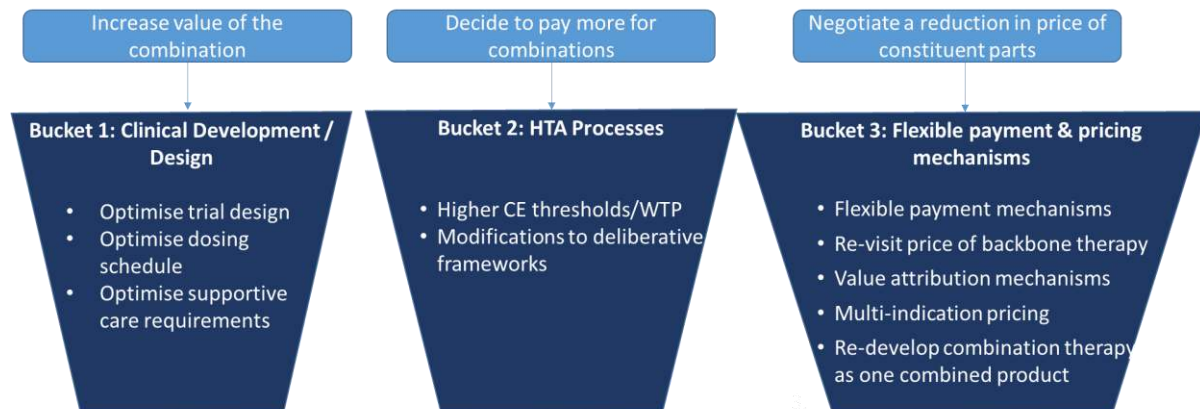 Increase value of the
combination
Decide to pay more for
combinations
Negotiate a reduction in price of
constituent parts
Bucket 1: Clinical Development /
Design
• Optimise trial design
• Optimise dosing
schedule
• Optimise supportive
care requirements
Bucket 2: HTA Processes
• Higher CE thresholds/WTP
• Modifications to deliberative
frameworks
Bucket 3: Flexible payment & pricing
mechanisms
• Flexible payment mechanisms
• Re-visit price of backbone therapy
• Value attribution mechanisms
• Multi-indication pricing
• Re-develop combination therapy
as one combined product